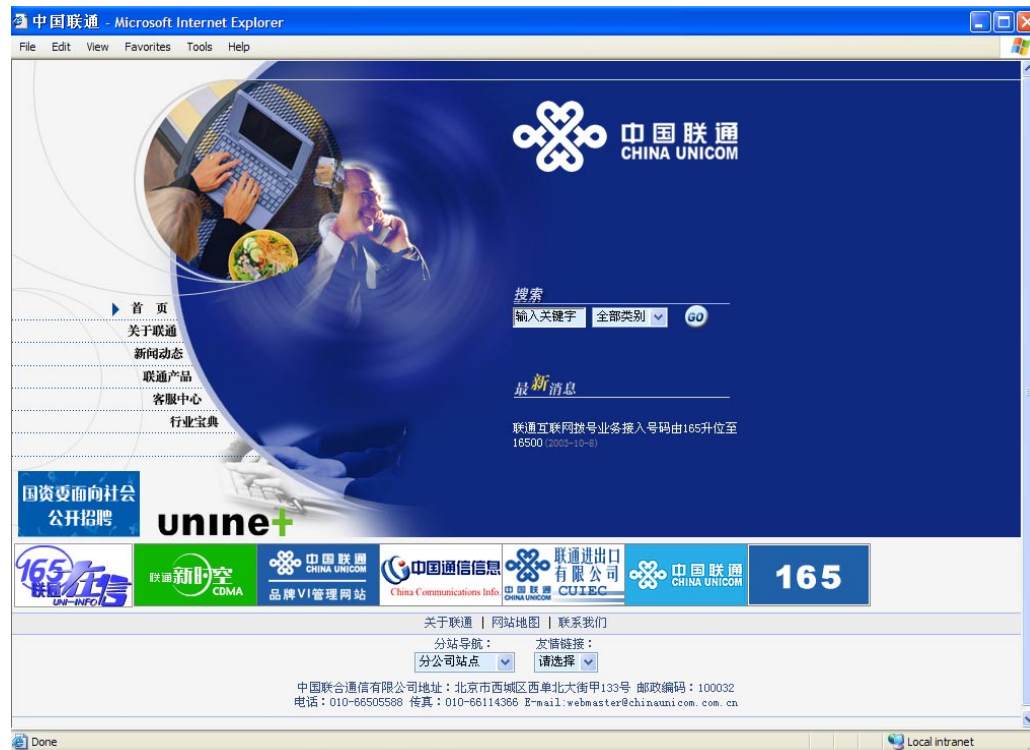 中国联通 - Microsoft Internet Explorer
File Edit View Favorites Tools Help
中国联通
CHINA UNICOM
搜索
输入关键字 全部类别 GO
首 页
关于联通
新闻动态
联通产品
客服中心
行业宝典
最新消息
联通互联网拨号业务接入号码由165升位至
16500 (2003-10-8)
国资委面向社会
公开招聘
unine+
165
联通在信
UNI-INFO
联通新时空
CDMA
中国联通
CHINA UNICOM
品牌VI管理网站
中国通信信息
China Communications Info.
中国联通
CHINA UNICOM
联通进出口
有限公司
CUIEC
中国联通
CHINA UNICOM
165
关于联通 | 网站地图 | 联系我们
分站导航： 友情链接：
分公司站点 请选择
中国联合通信有限公司地址：北京市西城区西单北大街甲133号 邮政编码：100032
电话：010-66505588 传真：010-66114366 E-mail:webmaster@chinaunicom.com.cn
Done Local intranet